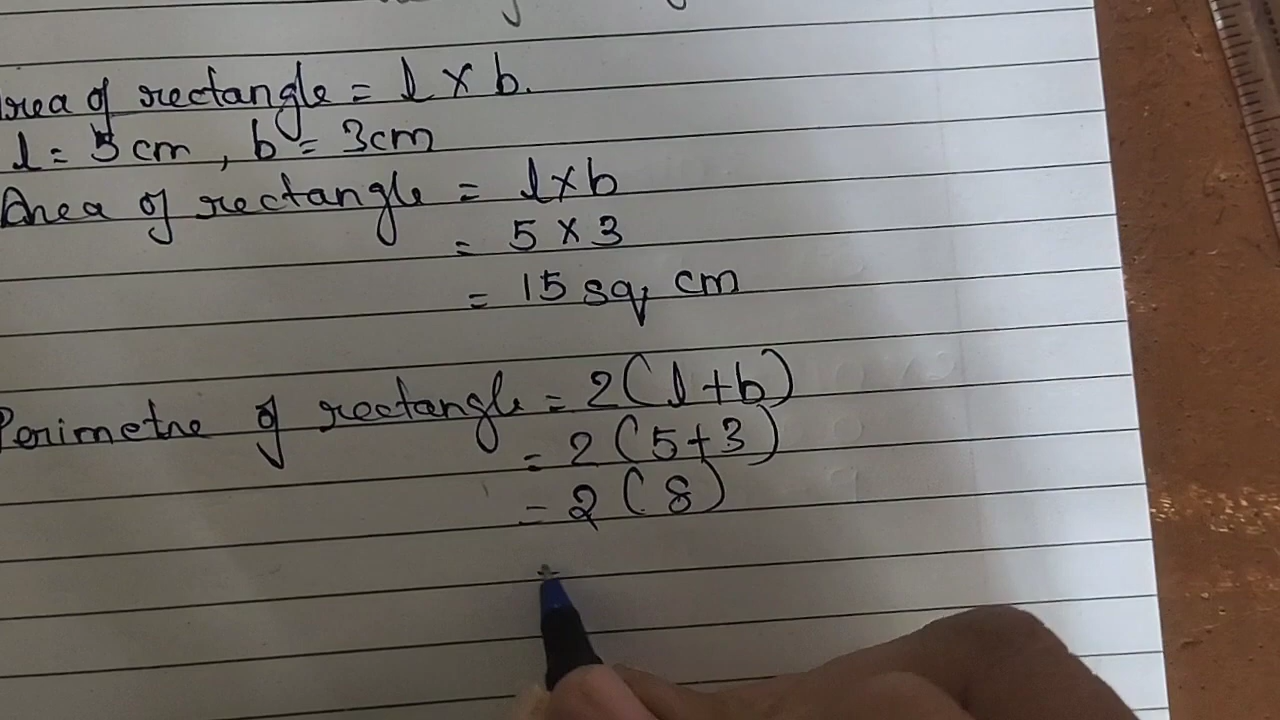 Area of rectangle = l × b.
l = 5 cm, b = 3cm
Area of rectangle = l×b
= 5 × 3
= 15 sq. cm
Perimetre of rectangle = 2(l+b)
= 2(5+3)
= 2(8)